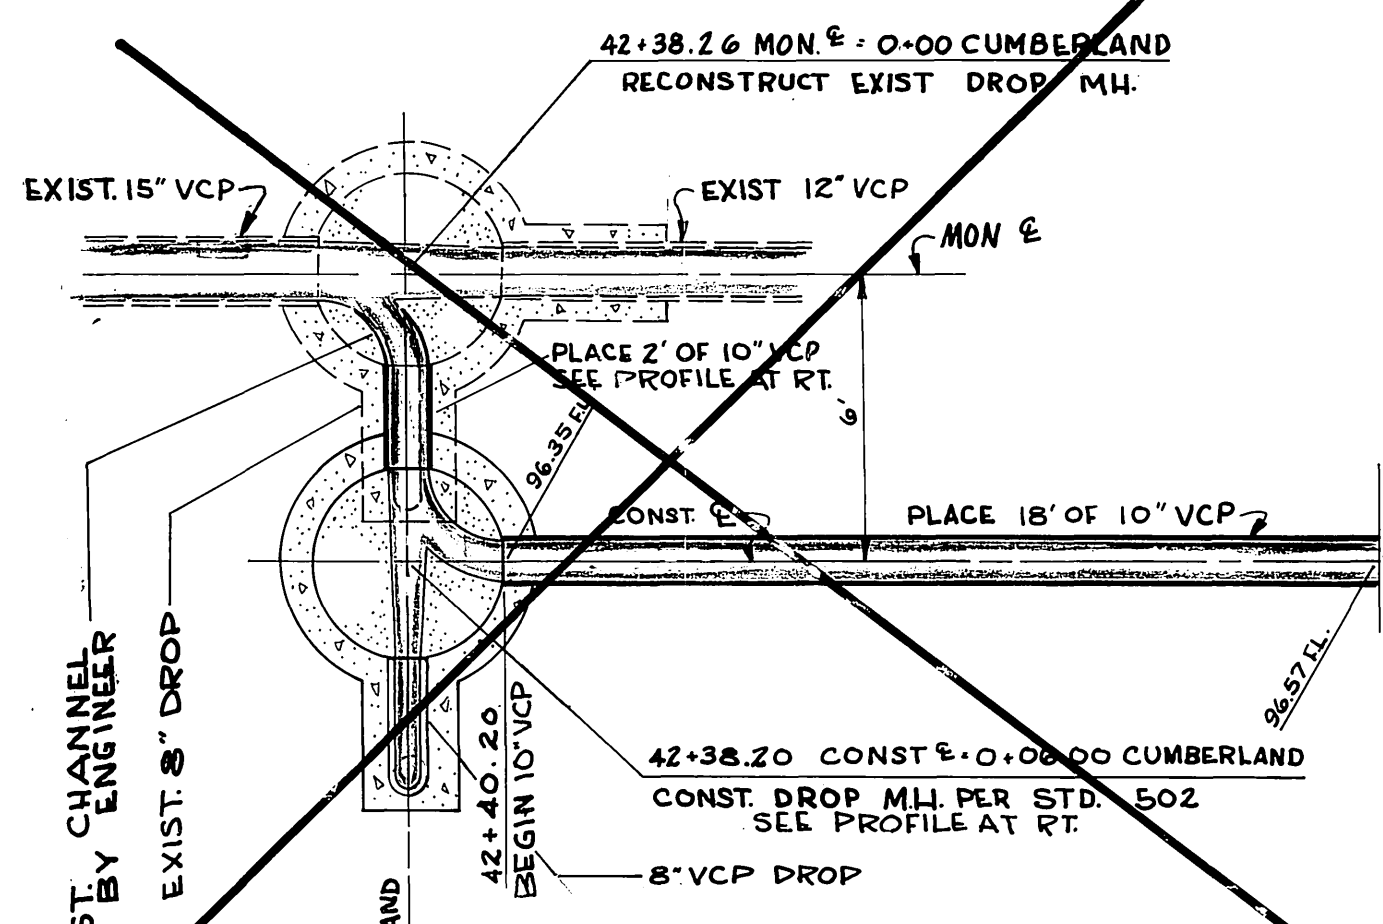 42+38.26 MON. ℄ = 0+00 CUMBERLAND
RECONSTRUCT EXIST DROP MH.
EXIST. 15" VCP
EXIST 12" VCP
MON ℄
PLACE 2' OF 10" VCP
SEE PROFILE AT RT.
6'
96.35 F.L.
CONST. ℄
PLACE 18' OF 10" VCP
96.57 F.L.
CHANNEL
BY ENGINEER
EXIST. 8" DROP
42+40.20
BEGIN 10" VCP
42+38.20 CONST ℄ = 0+06.00 CUMBERLAND
CONST. DROP M.H. PER STD. 502
SEE PROFILE AT RT.
8" VCP DROP